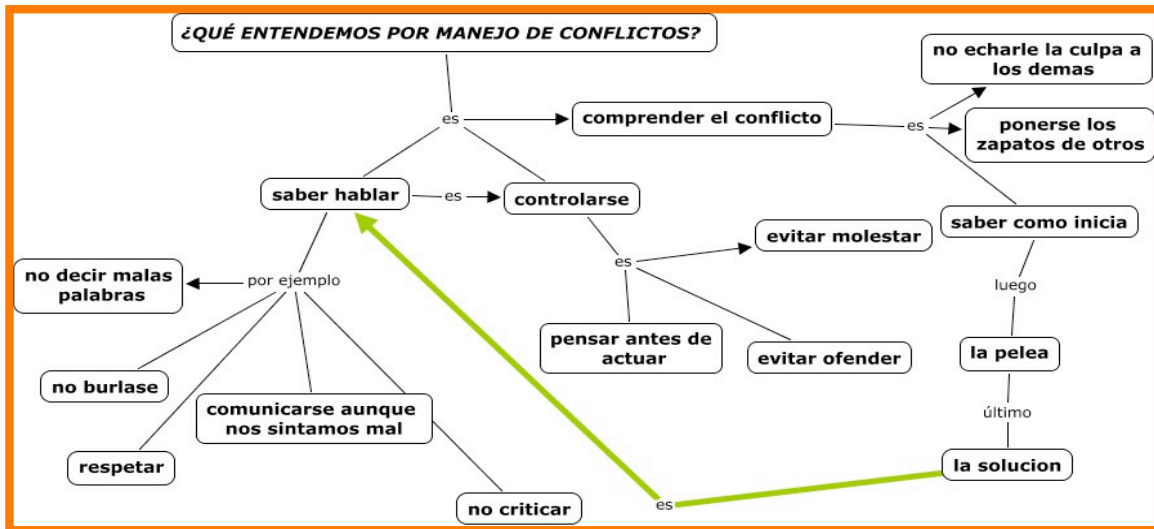 ¿QUÉ ENTENDEMOS POR MANEJO DE CONFLICTOS?
no echarle la culpa a
los demas
es
comprender el conflicto
es
ponerse los
zapatos de otros
saber hablar
es
controlarse
saber como inicia
evitar molestar
es
no decir malas
palabras
por ejemplo
luego
pensar antes de
actuar
evitar ofender
la pelea
no burlase
comunicarse aunque
nos sintamos mal
último
respetar
la solucion
no criticar
es